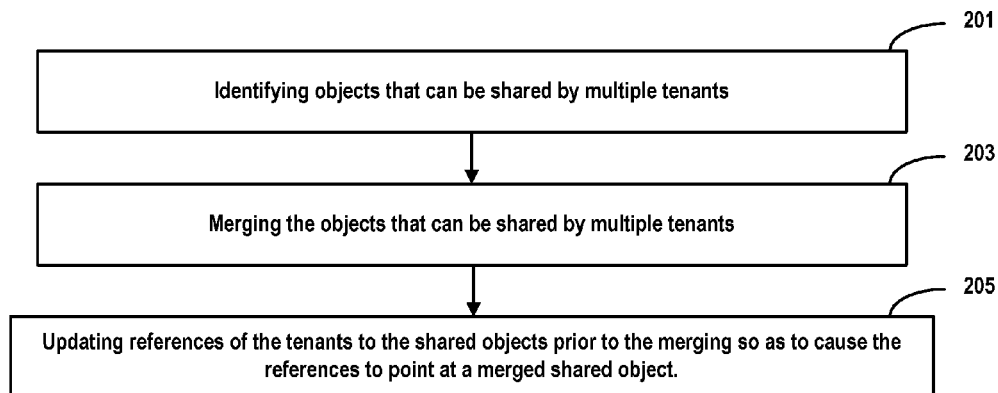 201
Identifying objects that can be shared by multiple tenants
203
Merging the objects that can be shared by multiple tenants
205
Updating references of the tenants to the shared objects prior to the merging so as to cause the
references to point at a merged shared object.